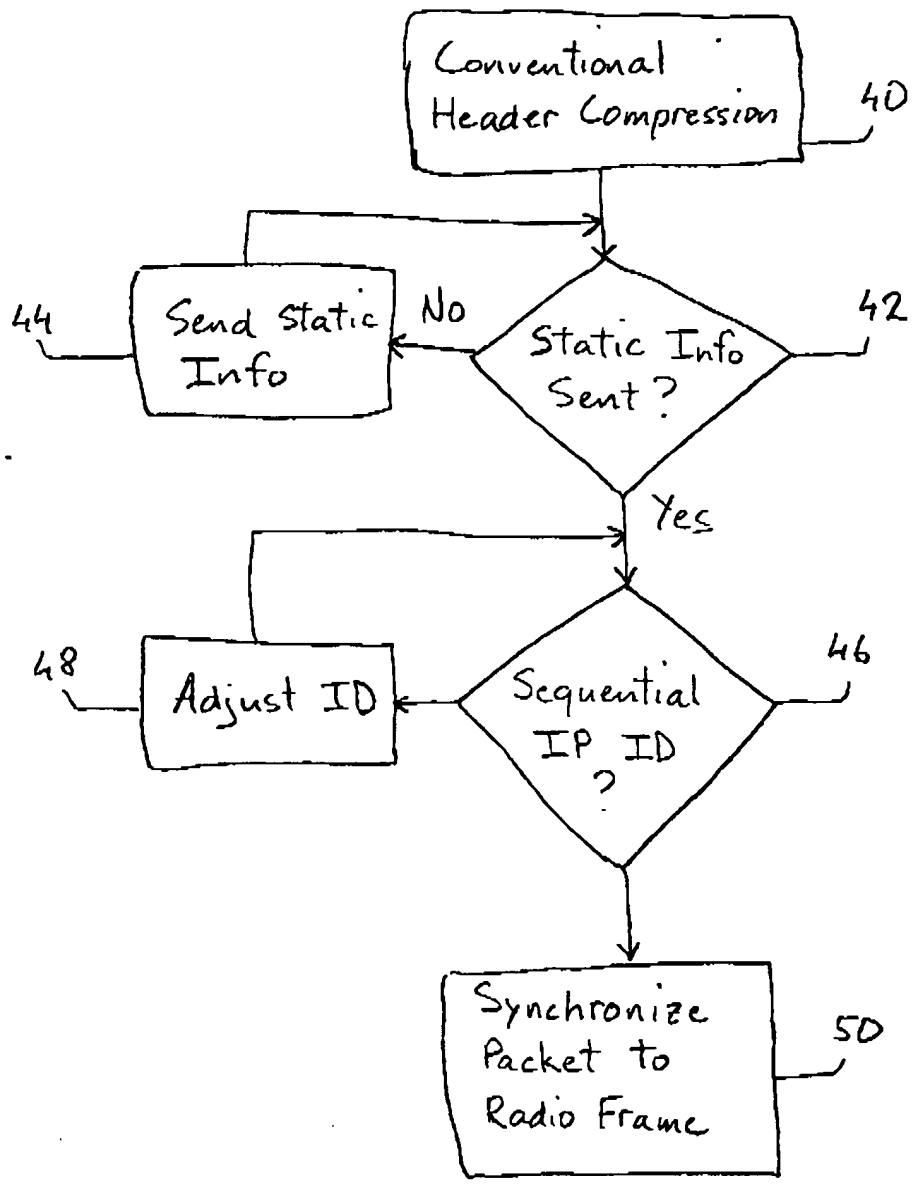 Conventional
Header Compression
40
44
Send Static
Info
No
Static Info
Sent?
42
Yes
48
Adjust ID
Sequential
IP ID
?
46
Synchronize
Packet to
Radio Frame
50